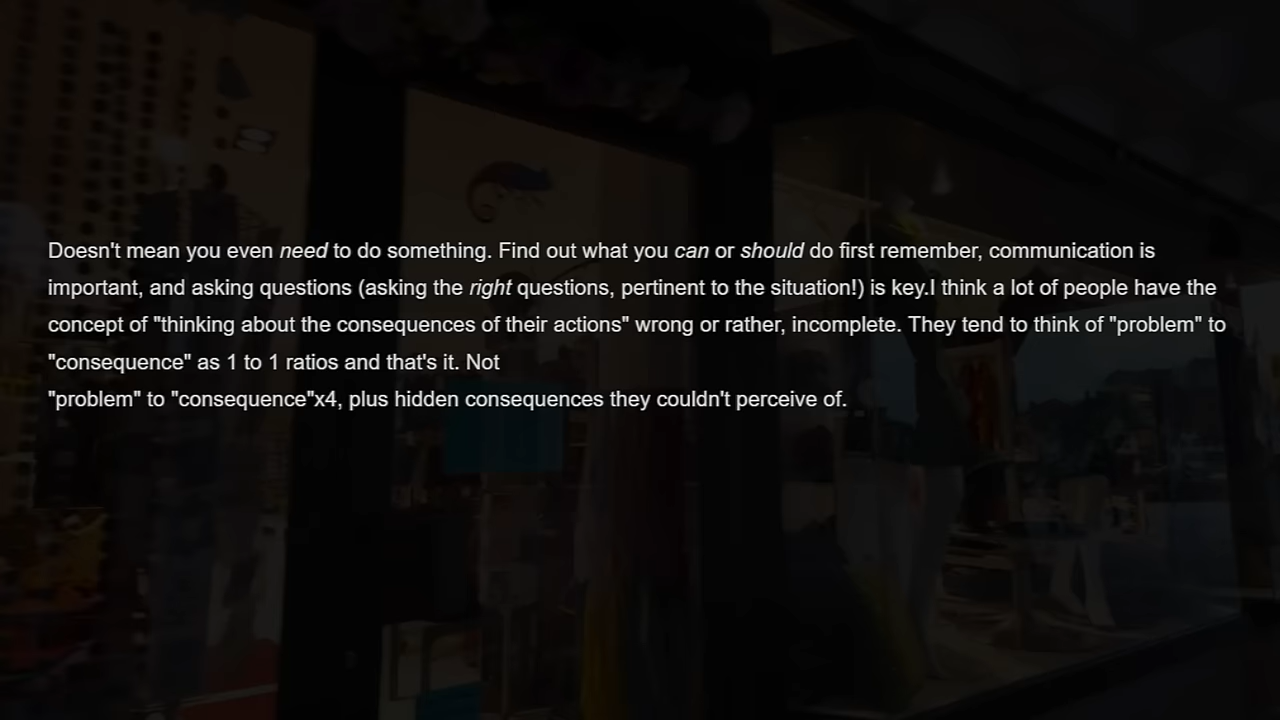 Doesn't mean you even need to do something. Find out what you can or should do first remember, communication is
important, and asking questions (asking the right questions, pertinent to the situation!) is key.I think a lot of people have the
concept of "thinking about the consequences of their actions" wrong or rather, incomplete. They tend to think of "problem" to
"consequence" as 1 to 1 ratios and that's it. Not
"problem" to "consequence"x4, plus hidden consequences they couldn't perceive of.